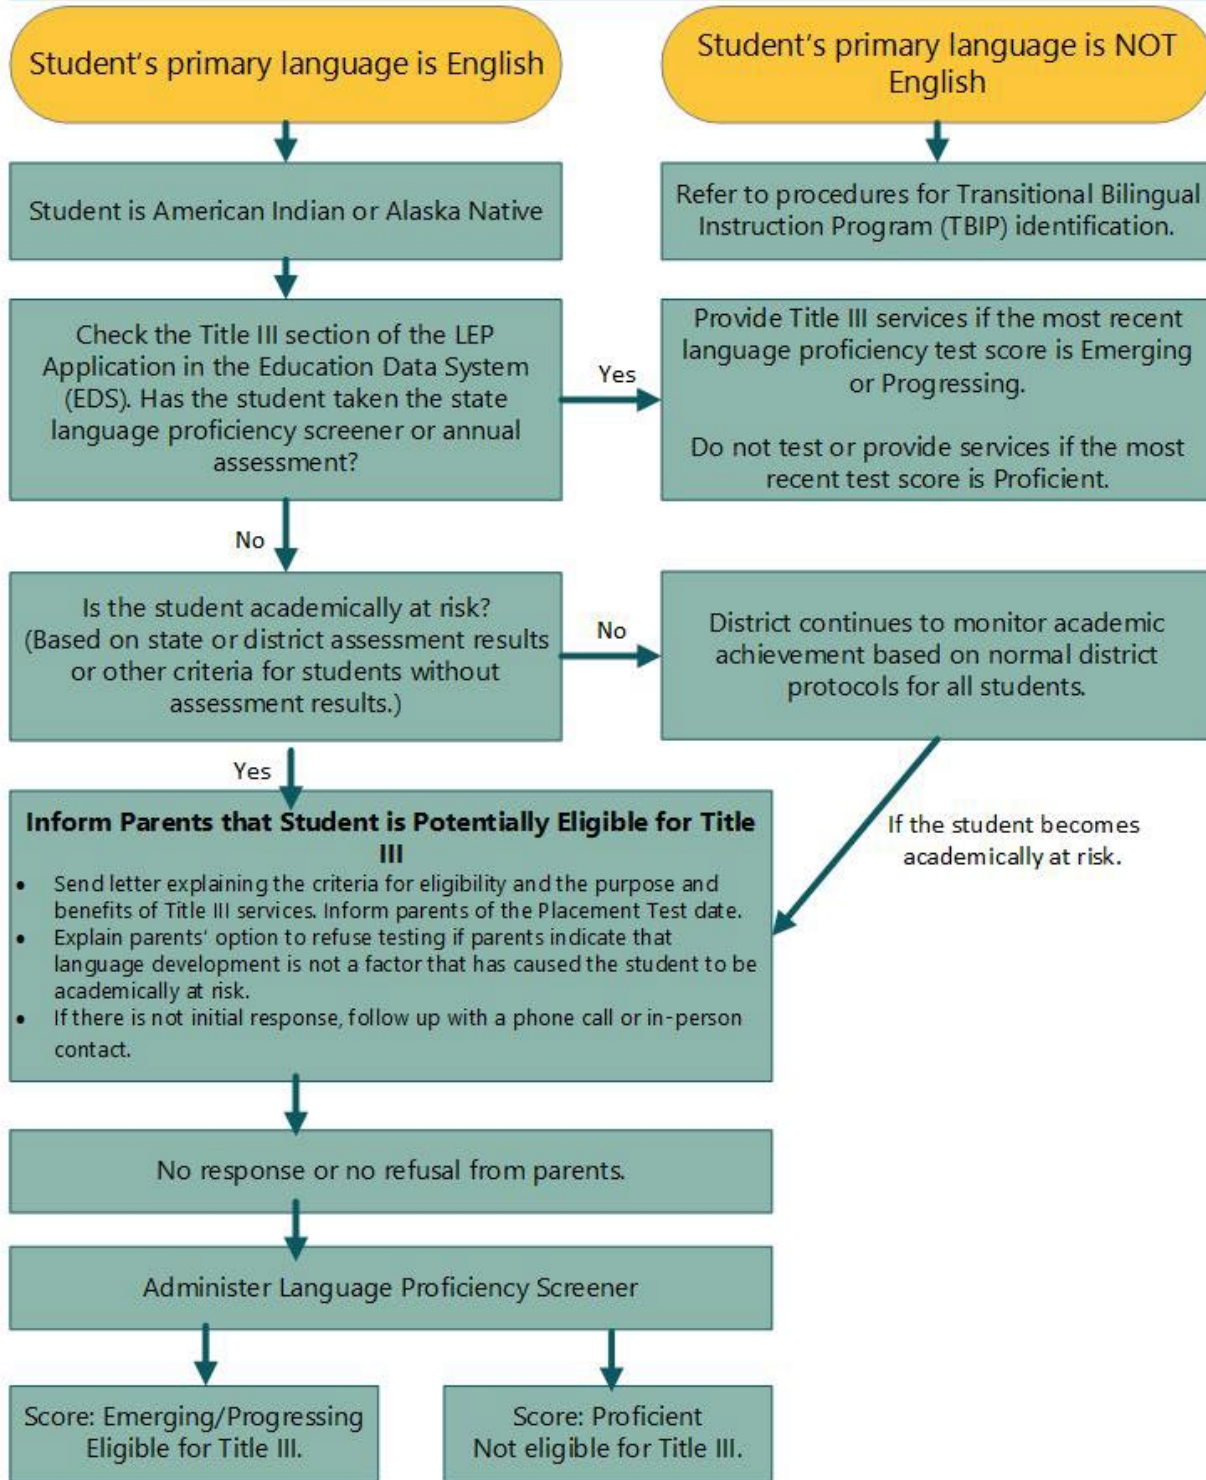 Student's primary language is English
Student's primary language is NOT
English
Student is American Indian or Alaska Native
Refer to procedures for Transitional Bilingual
Instruction Program (TBIP) identification.
Check the Title III section of the LEP
Application in the Education Data System
(EDS). Has the student taken the state
language proficiency screener or annual
assessment?
Yes
Provide Title III services if the most recent
language proficiency test score is Emerging
or Progressing.
Do not test or provide services if the most
recent test score is Proficient.
No
Is the student academically at risk?
(Based on state or district assessment results
or other criteria for students without
assessment results.)
No
District continues to monitor academic
achievement based on normal district
protocols for all students.
Yes
If the student becomes
academically at risk.
Inform Parents that Student is Potentially Eligible for Title
III
• Send letter explaining the criteria for eligibility and the purpose and
benefits of Title III services. Inform parents of the Placement Test date.
• Explain parents' option to refuse testing if parents indicate that
language development is not a factor that has caused the student to be
academically at risk.
• If there is not initial response, follow up with a phone call or in-person
contact.
No response or no refusal from parents.
Administer Language Proficiency Screener
Score: Emerging/Progressing
Eligible for Title III.
Score: Proficient
Not eligible for Title III.